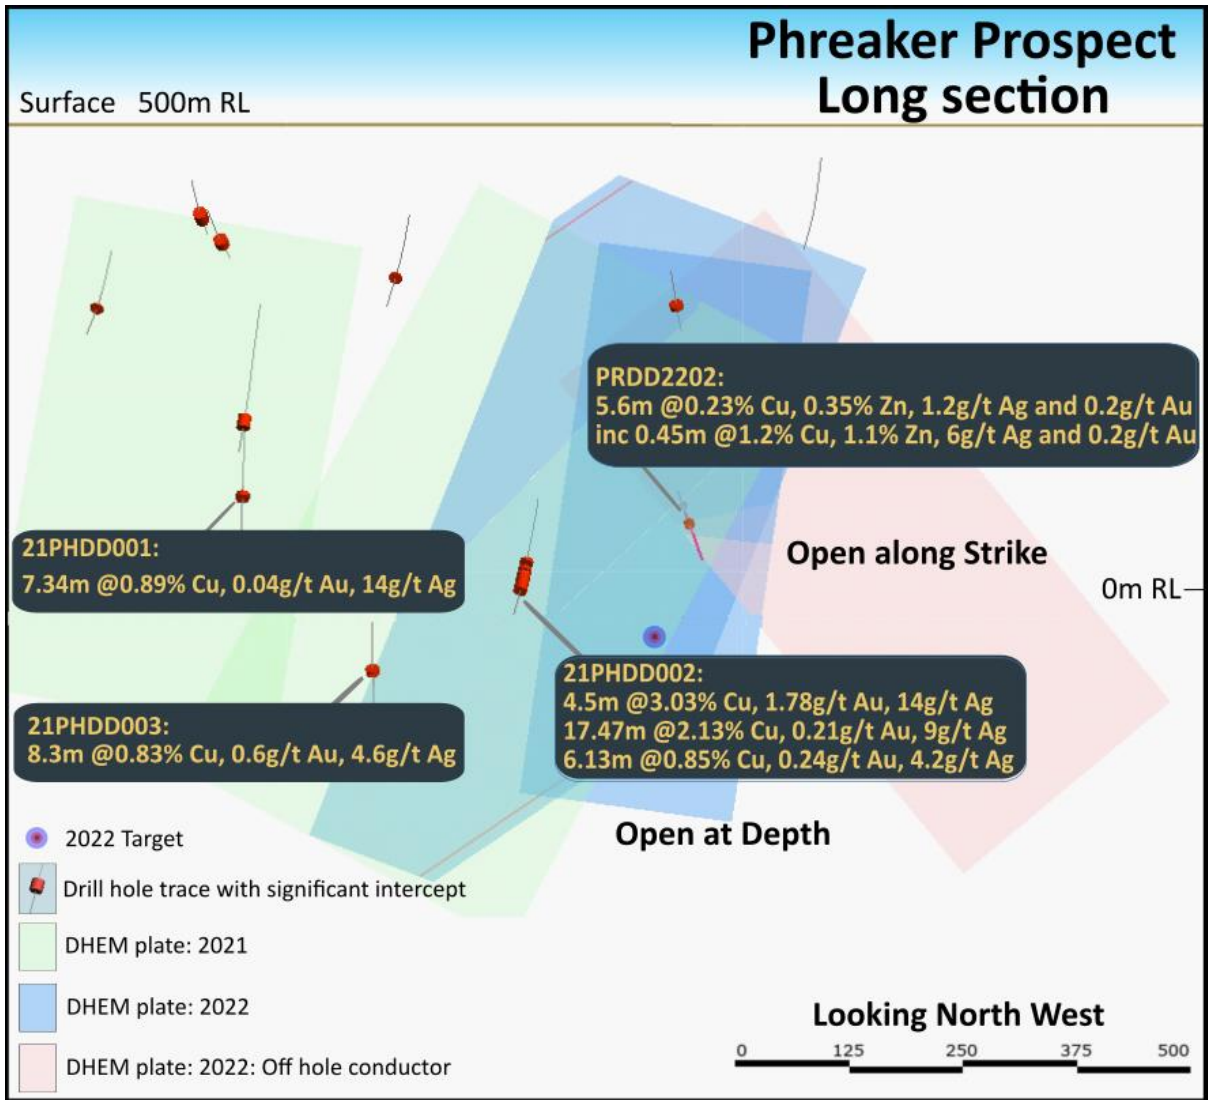 Phreaker Prospect
Long section
Surface 500m RL
PRDD2202:
5.6m @0.23% Cu, 0.35% Zn, 1.2g/t Ag and 0.2g/t Au
inc 0.45m @1.2% Cu, 1.1% Zn, 6g/t Ag and 0.2g/t Au
21PHDD001:
7.34m @0.89% Cu, 0.04g/t Au, 14g/t Ag
Open along Strike
0m RL
21PHDD002:
4.5m @3.03% Cu, 1.78g/t Au, 14g/t Ag
17.47m @2.13% Cu, 0.21g/t Au, 9g/t Ag
6.13m @0.85% Cu, 0.24g/t Au, 4.2g/t Ag
21PHDD003:
8.3m @0.83% Cu, 0.6g/t Au, 4.6g/t Ag
Open at Depth
2022 Target
Drill hole trace with significant intercept
DHEM plate: 2021
DHEM plate: 2022
DHEM plate: 2022: Off hole conductor
Looking North West
0 125 250 375 500